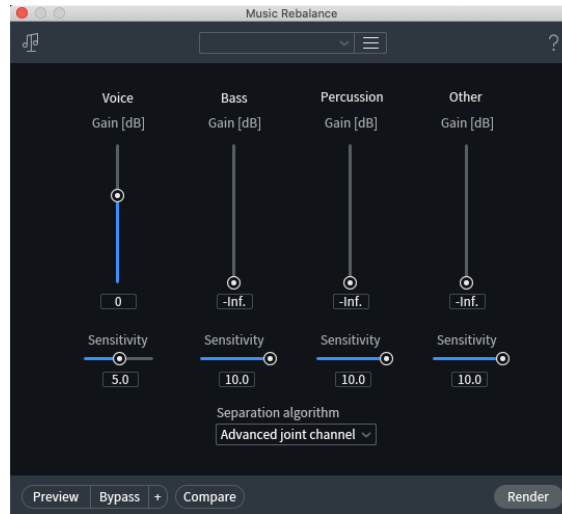 Music Rebalance
?
Voice Bass Percussion Other
Gain [dB] Gain [dB] Gain [dB] Gain [dB]
0 -Inf. -Inf. -Inf.
Sensitivity Sensitivity Sensitivity Sensitivity
5.0 10.0 10.0 10.0
Separation algorithm
Advanced joint channel
Preview Bypass + Compare Render